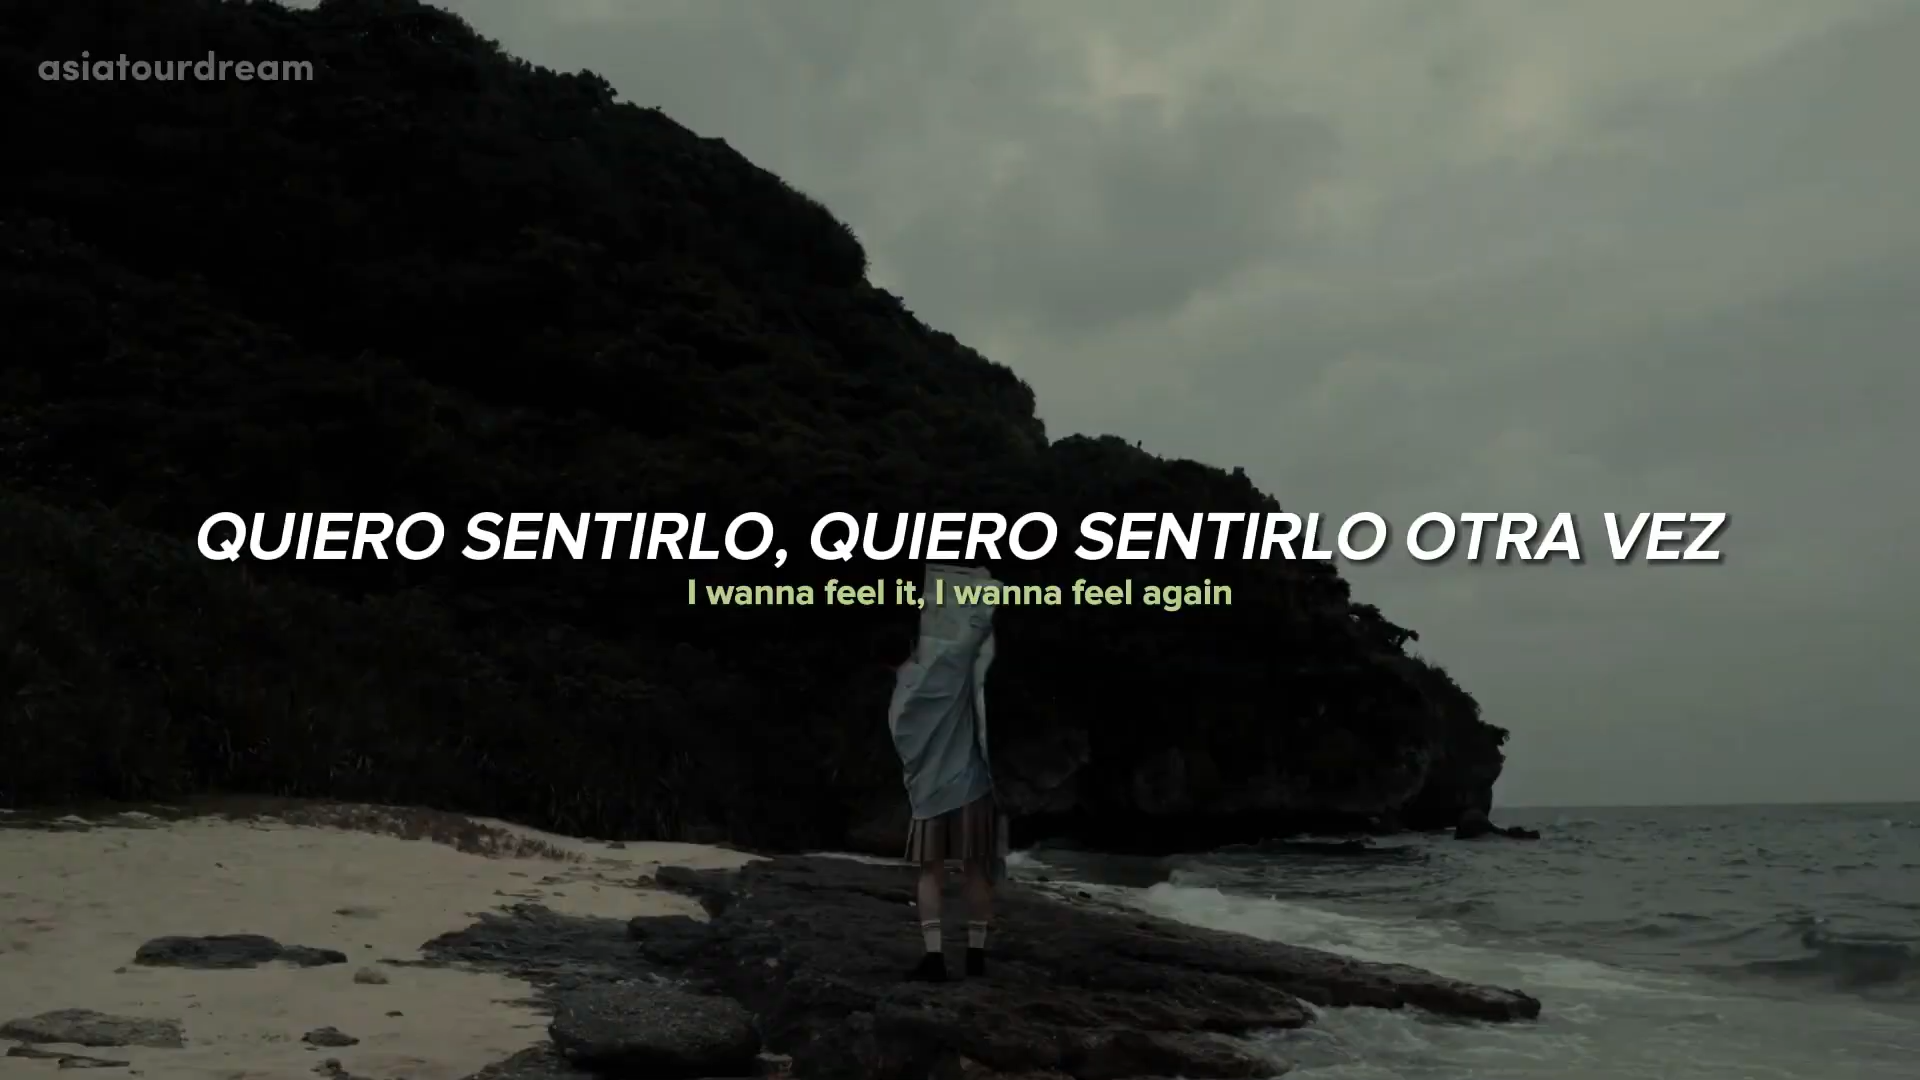 asiatourdream
QUIERO SENTIRLO, QUIERO SENTIRLO OTRA VEZ
I wanna feel it, I wanna feel again